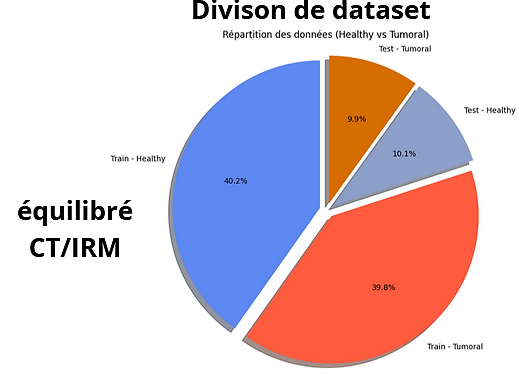 Divison de dataset
Répartition des données (Healthy vs Tumoral)
Test - Tumoral
Test - Healthy
9.9%
10.1%
Train - Healthy
40.2%
équilibré
CT/IRM
39.8%
Train - Tumoral